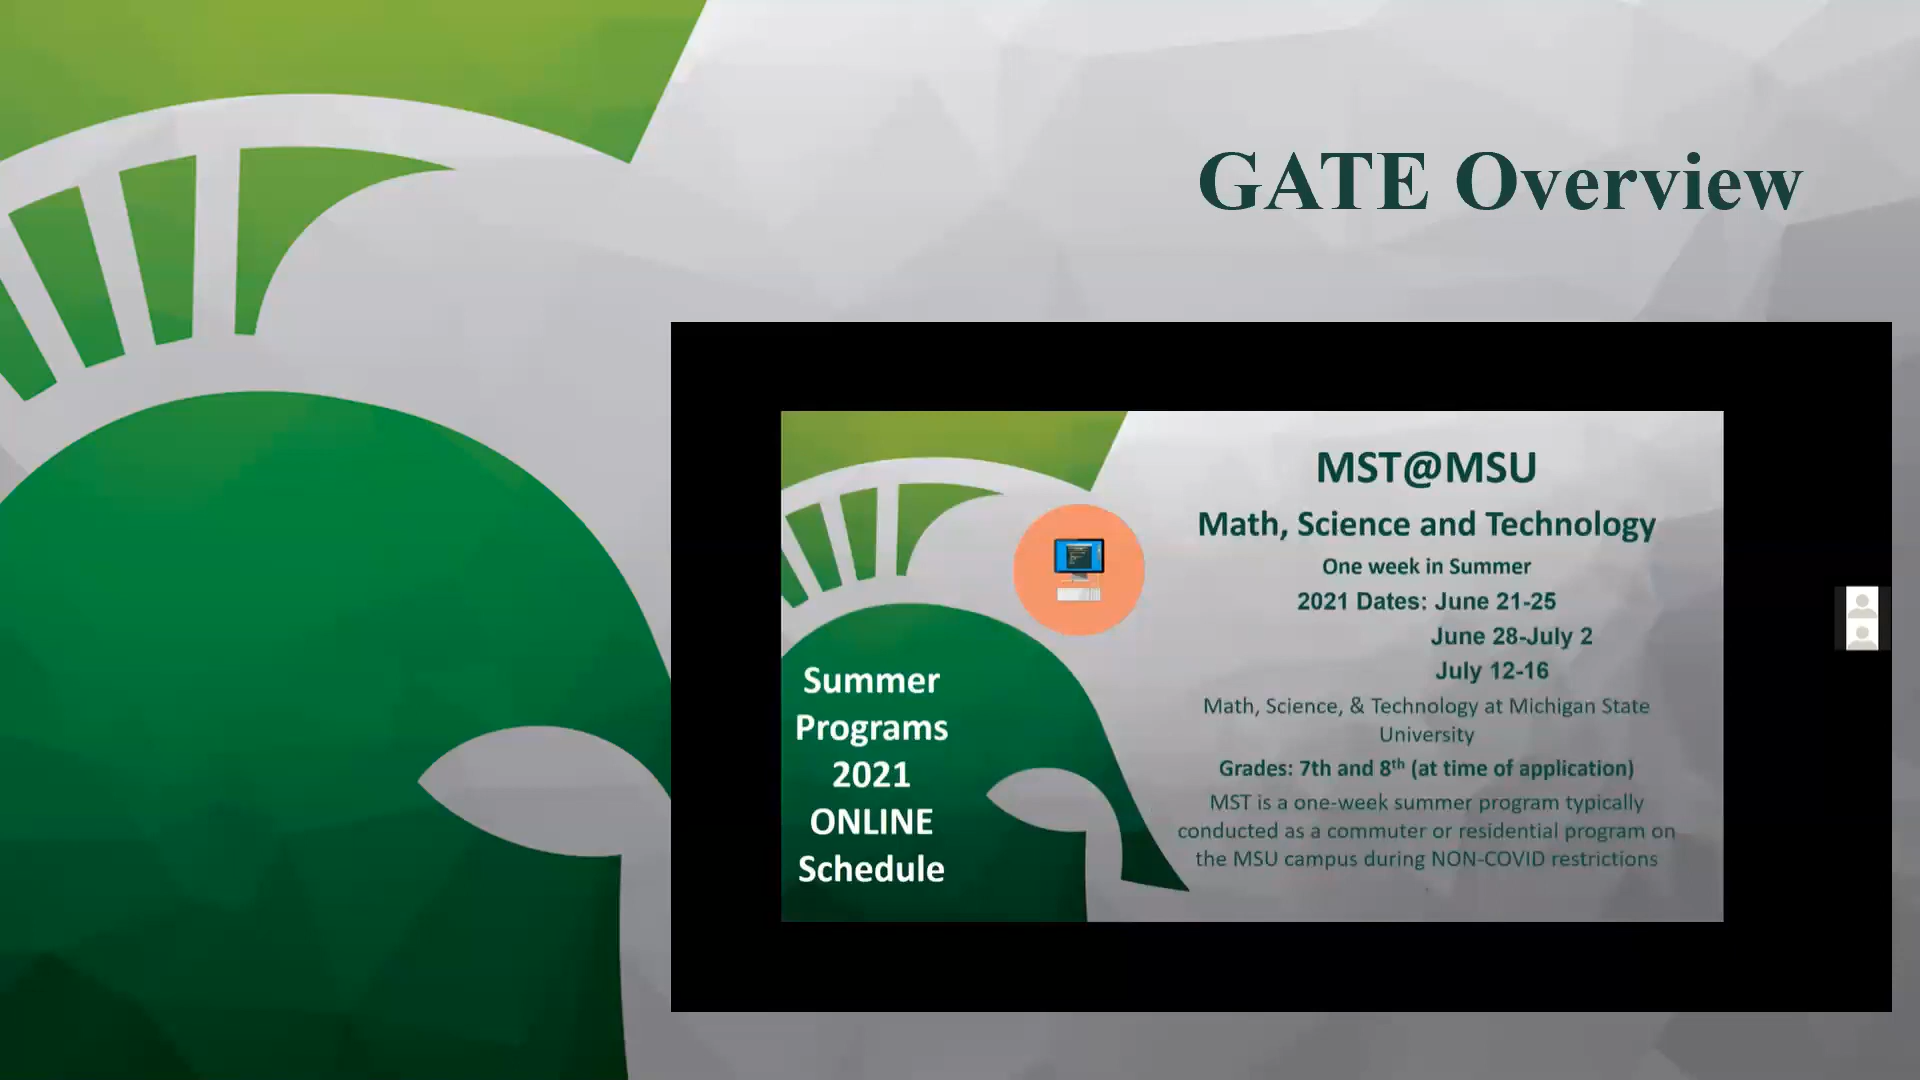 GATE Overview
MST@MSU
Math, Science and Technology
One week in Summer
2021 Dates: June 21-25
June 28-July 2
July 12-16
Math, Science, & Technology at Michigan State
University
Grades: 7th and 8th (at time of application)
MST is a one-week summer program typically
conducted as a commuter or residential program on
the MSU campus during NON-COVID restrictions
Summer
Programs
2021
ONLINE
Schedule